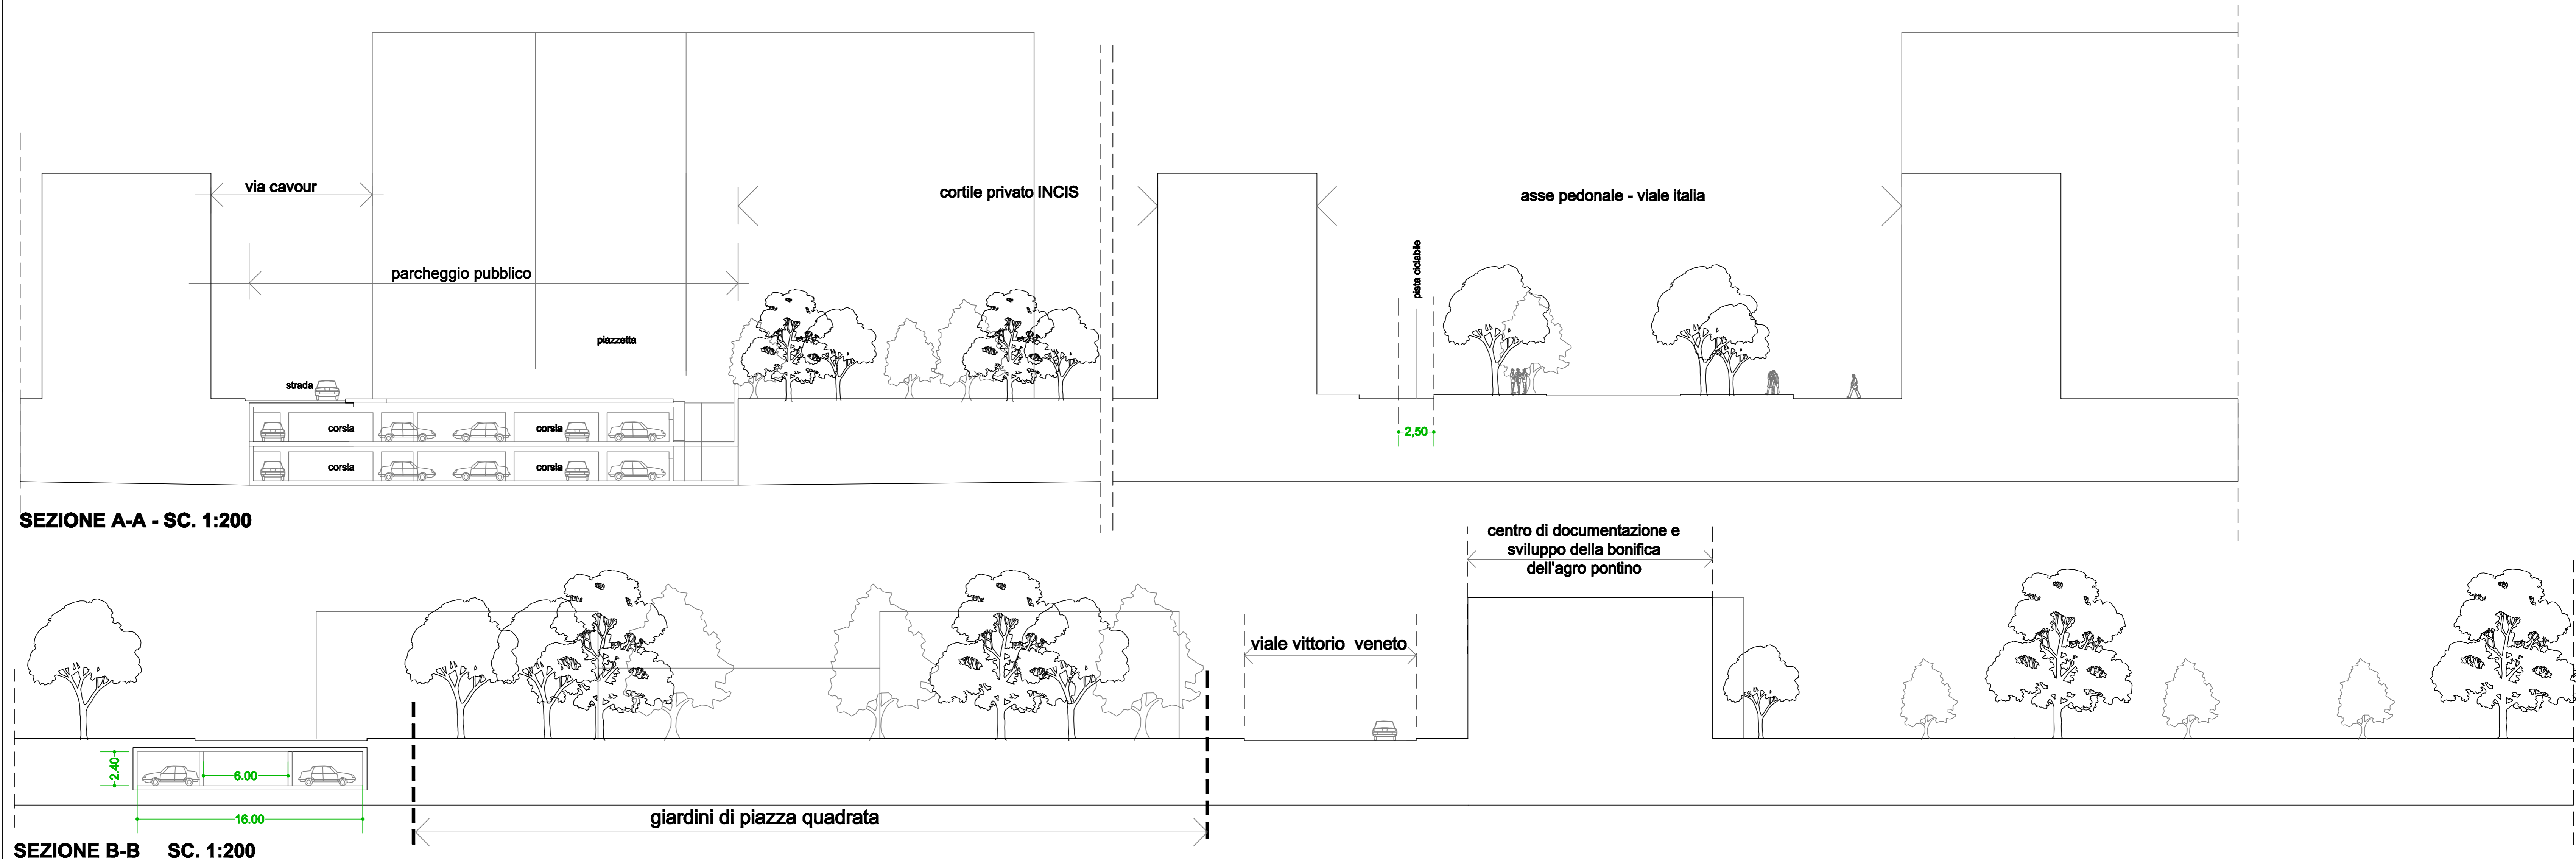 via cavour
cortile privato INCIS
asse pedonale - viale italia
parcheggio pubblico
pista ciclabile
piazzetta
strada
corsia
corsia
2,50
corsia
corsia
SEZIONE A-A - SC. 1:200
centro di documentazione e
sviluppo della bonifica
dell'agro pontino
viale vittorio veneto
2.40
6.00
16.00
giardini di piazza quadrata
SEZIONE B-B SC. 1:200